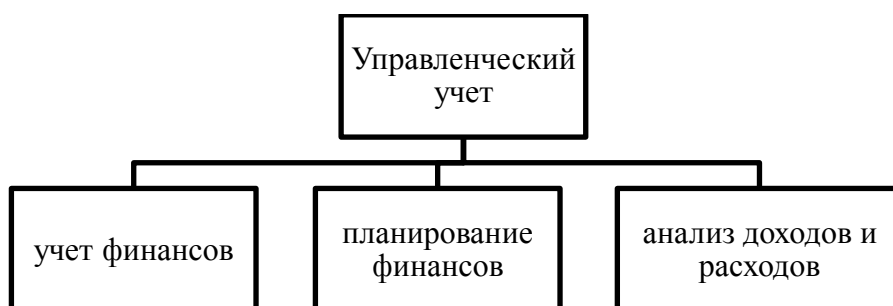 Управленческий
учет
учет финансов
планирование
финансов
анализ доходов и
расходов